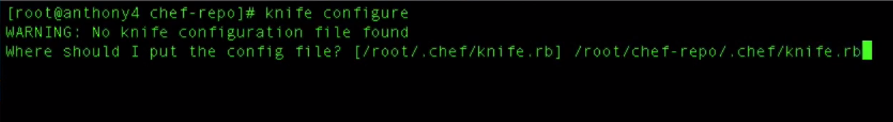 [root@anthony4 chef-repo]# knife configure
WARNING: No knife configuration file found
Where should I put the config file? [/root/.chef/knife.rb] /root/chef-repo/.chef/knife.rb